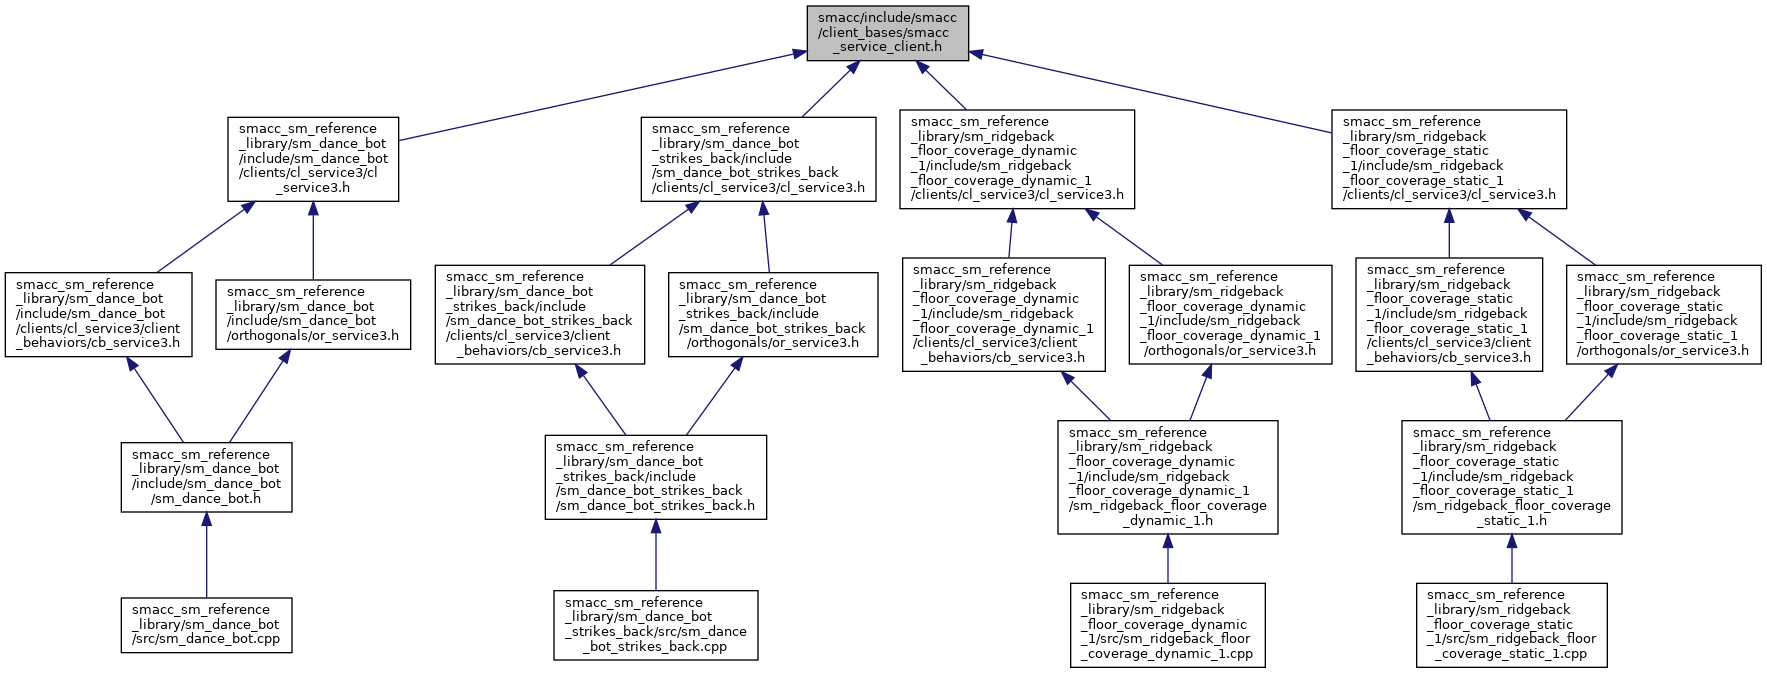 smacc/include/smacc
/client_bases/smacc
_service_client.h
smacc_sm_reference
_library/sm_dance_bot
/include/sm_dance_bot
/clients/cl_service3/cl
_service3.h
smacc_sm_reference
_library/sm_dance_bot
_strikes_back/include
/sm_dance_bot_strikes_back
/clients/cl_service3/cl_service3.h
smacc_sm_reference
_library/sm_ridgeback
_floor_coverage_dynamic
_1/include/sm_ridgeback
_floor_coverage_dynamic_1
/clients/cl_service3/cl_service3.h
smacc_sm_reference
_library/sm_ridgeback
_floor_coverage_static
_1/include/sm_ridgeback
_floor_coverage_static_1
/clients/cl_service3/cl_service3.h
smacc_sm_reference
_library/sm_dance_bot
/include/sm_dance_bot
/clients/cl_service3/client
_behaviors/cb_service3.h
smacc_sm_reference
_library/sm_dance_bot
/include/sm_dance_bot
/orthogonals/or_service3.h
smacc_sm_reference
_library/sm_dance_bot
_strikes_back/include
/sm_dance_bot_strikes_back
/clients/cl_service3/client
_behaviors/cb_service3.h
smacc_sm_reference
_library/sm_dance_bot
_strikes_back/include
/sm_dance_bot_strikes_back
/orthogonals/or_service3.h
smacc_sm_reference
_library/sm_ridgeback
_floor_coverage_dynamic
_1/include/sm_ridgeback
_floor_coverage_dynamic_1
/clients/cl_service3/client
_behaviors/cb_service3.h
smacc_sm_reference
_library/sm_ridgeback
_floor_coverage_dynamic
_1/include/sm_ridgeback
_floor_coverage_dynamic_1
/orthogonals/or_service3.h
smacc_sm_reference
_library/sm_ridgeback
_floor_coverage_static
_1/include/sm_ridgeback
_floor_coverage_static_1
/clients/cl_service3/client
_behaviors/cb_service3.h
smacc_sm_reference
_library/sm_ridgeback
_floor_coverage_static
_1/include/sm_ridgeback
_floor_coverage_static_1
/orthogonals/or_service3.h
smacc_sm_reference
_library/sm_dance_bot
/include/sm_dance_bot
/sm_dance_bot.h
smacc_sm_reference
_library/sm_dance_bot
_strikes_back/include
/sm_dance_bot_strikes_back
/sm_dance_bot_strikes_back.h
smacc_sm_reference
_library/sm_ridgeback
_floor_coverage_dynamic
_1/include/sm_ridgeback
_floor_coverage_dynamic_1
/sm_ridgeback_floor_coverage
_dynamic_1.h
smacc_sm_reference
_library/sm_ridgeback
_floor_coverage_static
_1/include/sm_ridgeback
_floor_coverage_static_1
/sm_ridgeback_floor_coverage
_static_1.h
smacc_sm_reference
_library/sm_dance_bot
/src/sm_dance_bot.cpp
smacc_sm_reference
_library/sm_dance_bot
_strikes_back/src/sm_dance
_bot_strikes_back.cpp
smacc_sm_reference
_library/sm_ridgeback
_floor_coverage_dynamic
_1/src/sm_ridgeback_floor
_coverage_dynamic_1.cpp
smacc_sm_reference
_library/sm_ridgeback
_floor_coverage_static
_1/src/sm_ridgeback_floor
_coverage_static_1.cpp